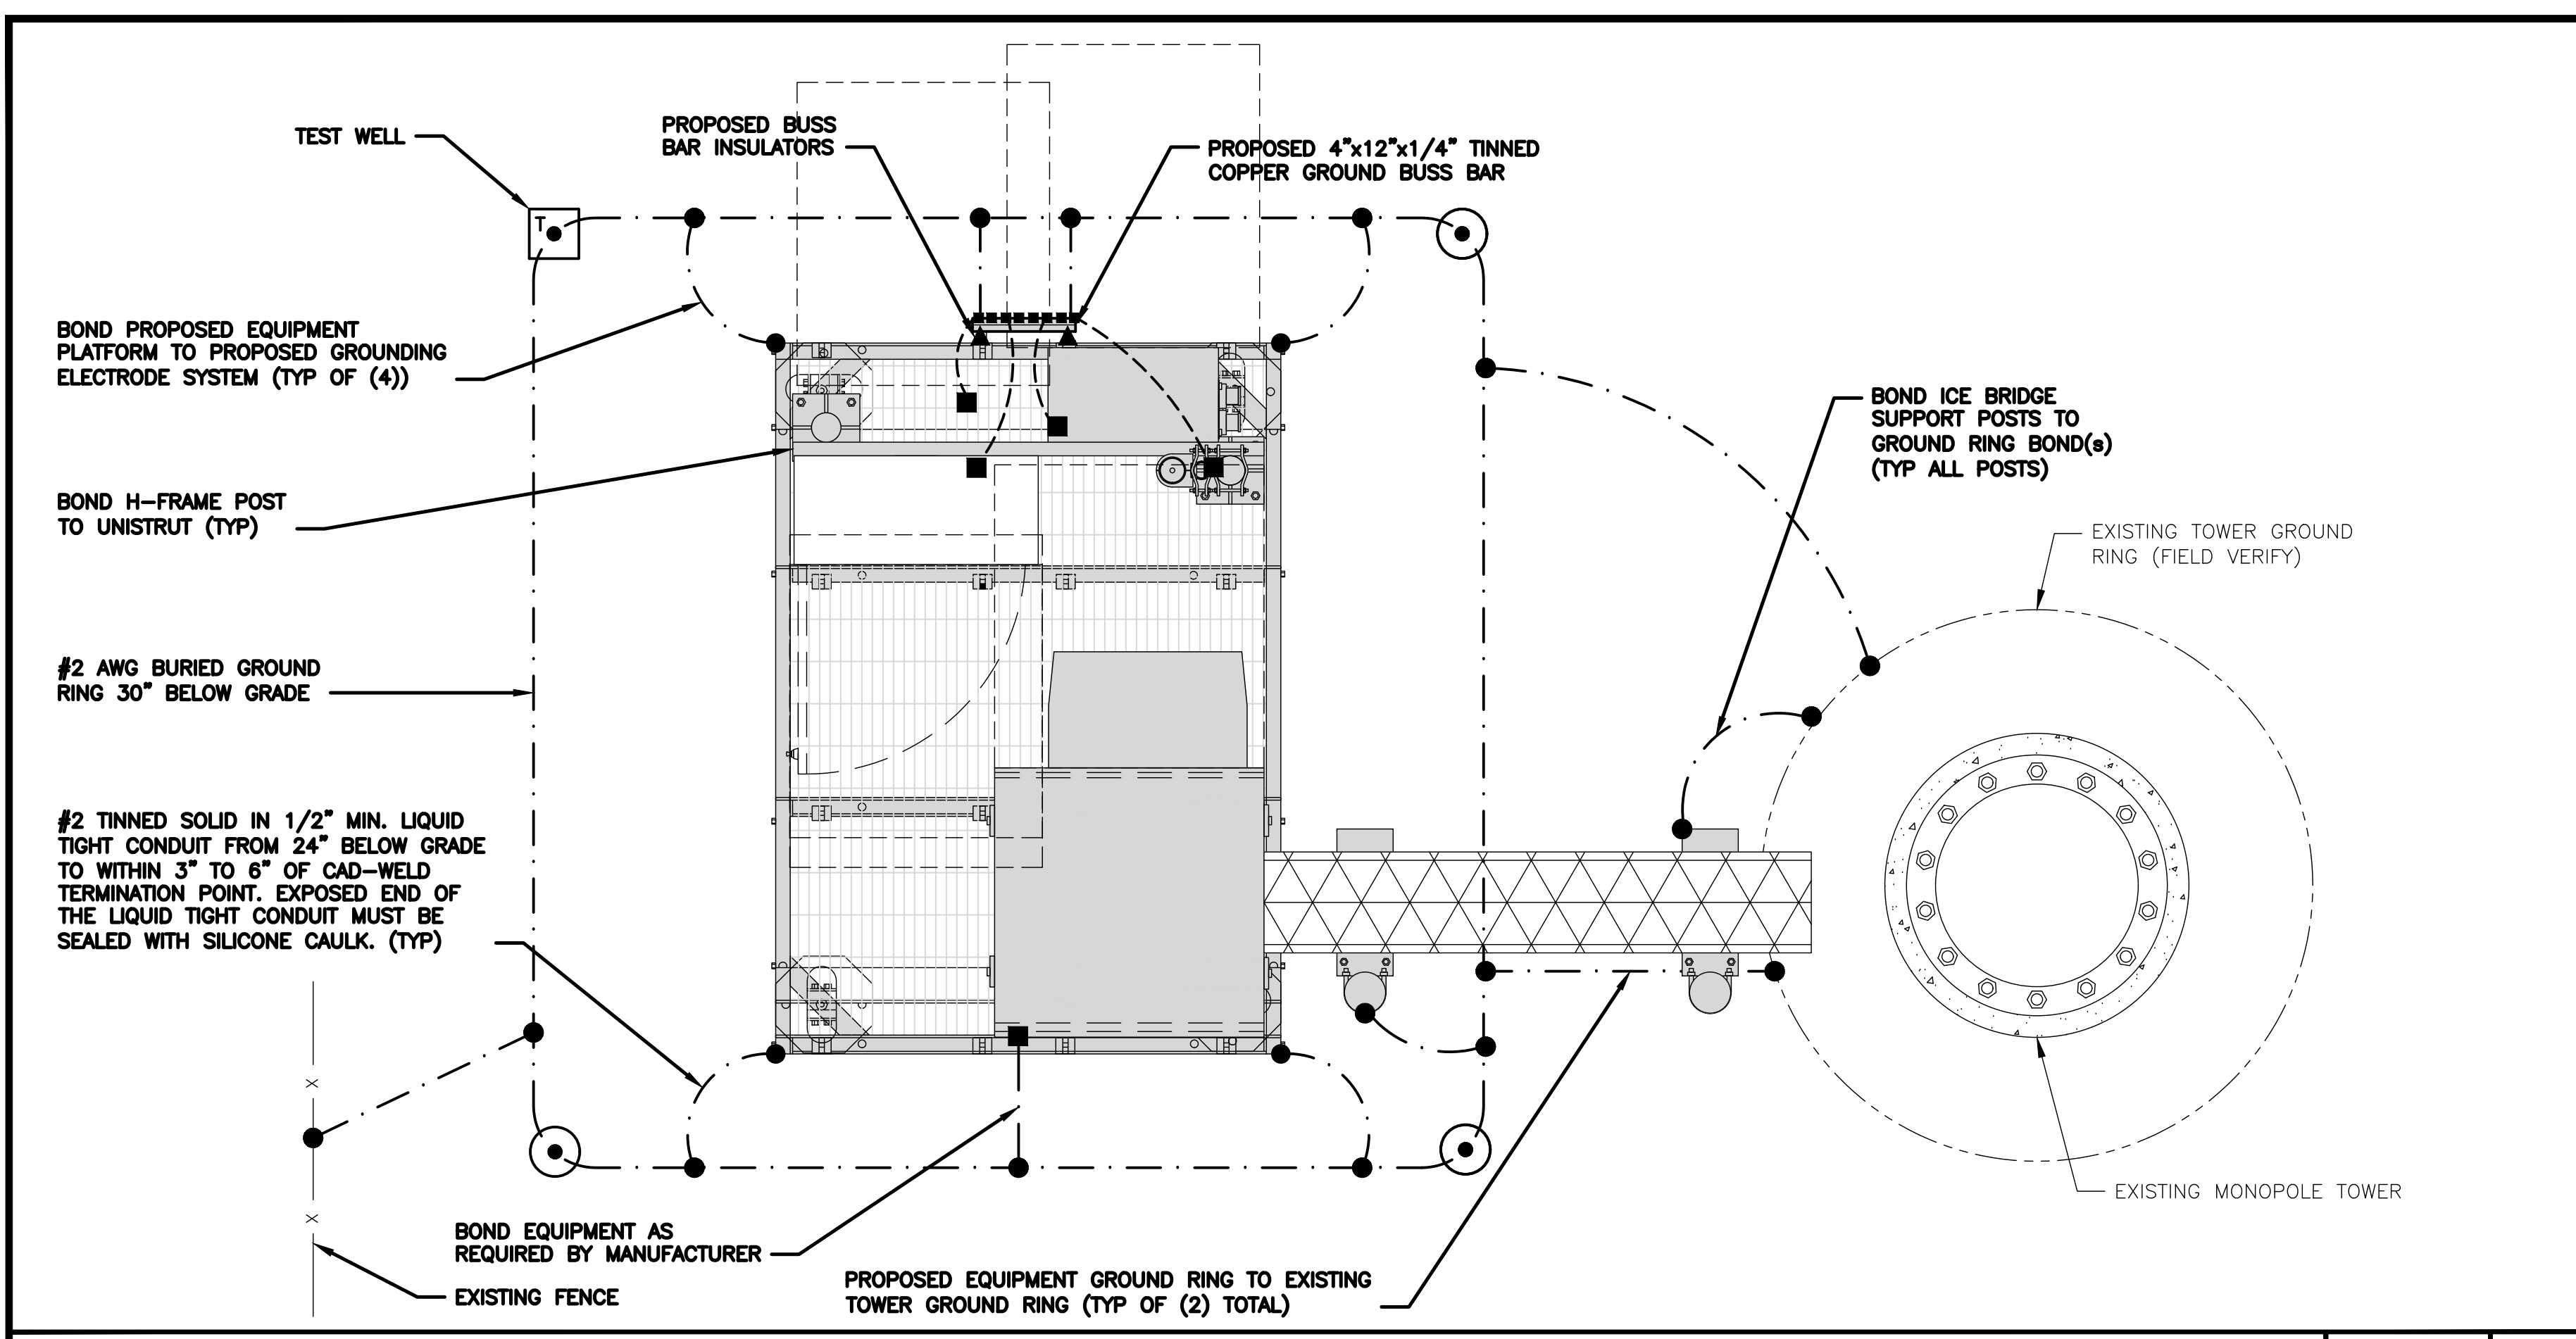 TEST WELL
PROPOSED BUSS
BAR INSULATORS
PROPOSED 4"x12"x1/4" TINNED
COPPER GROUND BUSS BAR
T
BOND PROPOSED EQUIPMENT
PLATFORM TO PROPOSED GROUNDING
ELECTRODE SYSTEM (TYP OF (4))
BOND ICE BRIDGE
SUPPORT POSTS TO
GROUND RING BOND(s)
(TYP ALL POSTS)
BOND H-FRAME POST
TO UNISTRUT (TYP)
EXISTING TOWER GROUND
RING (FIELD VERIFY)
#2 AWG BURIED GROUND
RING 30" BELOW GRADE
#2 TINNED SOLID IN 1/2" MIN. LIQUID
TIGHT CONDUIT FROM 24" BELOW GRADE
TO WITHIN 3" TO 6" OF CAD-WELD
TERMINATION POINT. EXPOSED END OF
THE LIQUID TIGHT CONDUIT MUST BE
SEALED WITH SILICONE CAULK. (TYP)
X
X
EXISTING MONOPOLE TOWER
BOND EQUIPMENT AS
REQUIRED BY MANUFACTURER
EXISTING FENCE
PROPOSED EQUIPMENT GROUND RING TO EXISTING
TOWER GROUND RING (TYP OF (2) TOTAL)